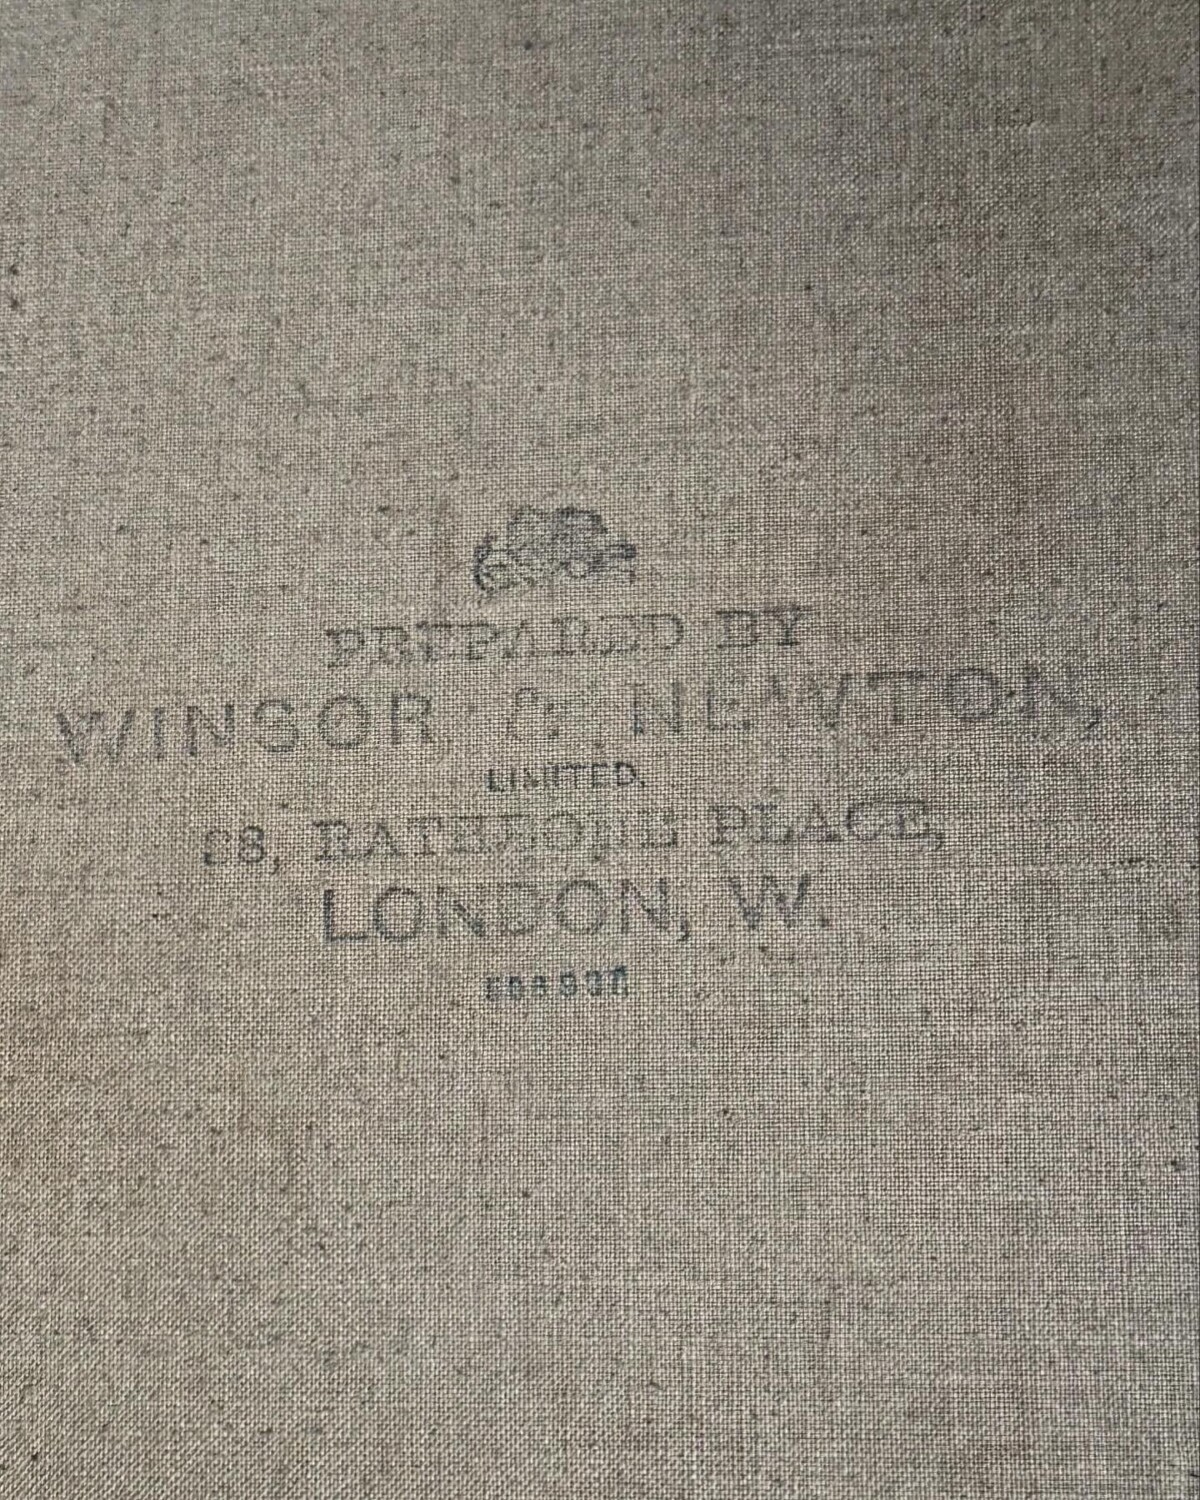 PREPARED BY
WINSOR & NEWTON,
LIMITED,
38, RATHBONE PLACE,
LONDON, W.